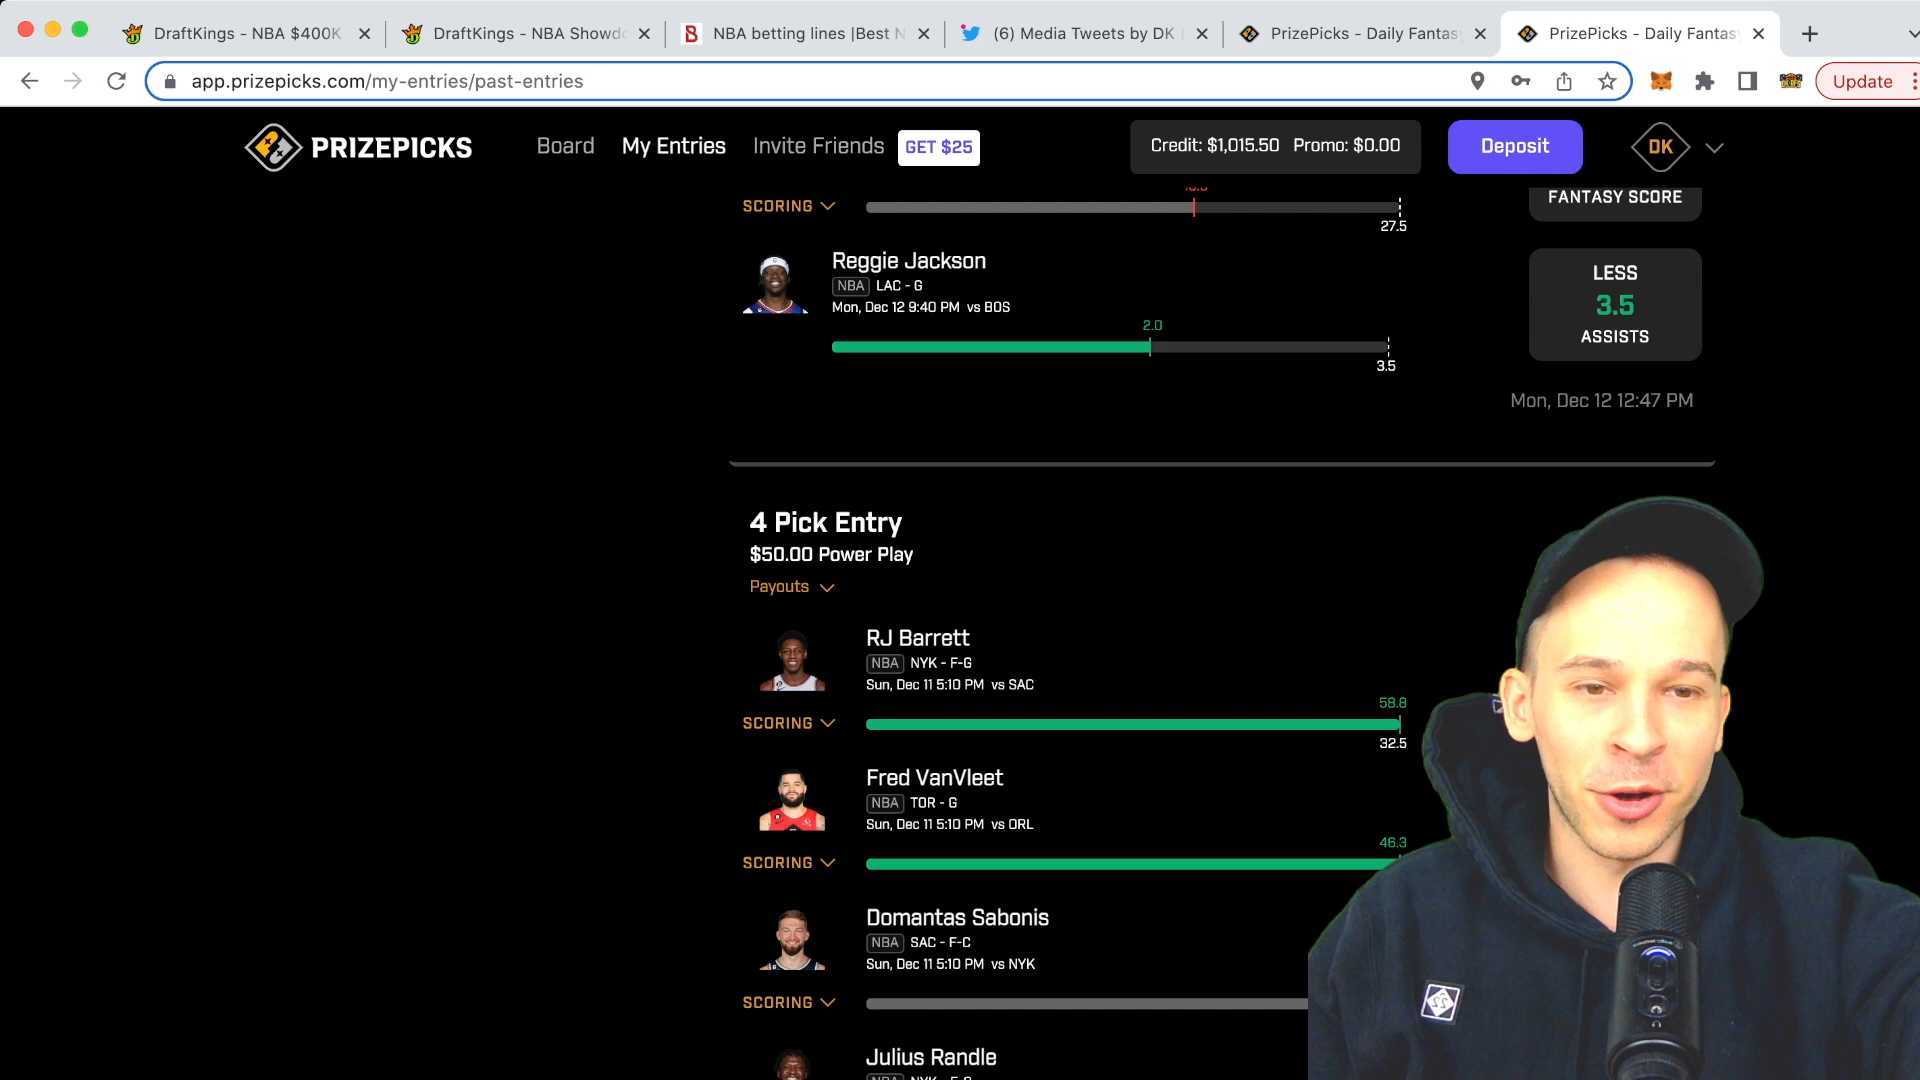 DraftKings - NBA $400K
DraftKings - NBA Showdo
NBA betting lines |Best N
(6) Media Tweets by DK
PrizePicks - Daily Fantasy
PrizePicks - Daily Fantasy
app.prizepicks.com/my-entries/past-entries
Update
PRIZEPICKS
Board
My Entries
Invite Friends
GET $25
Credit: $1,015.50 Promo: $0.00
Deposit
DK
SCORING
27.5
FANTASY SCORE
Reggie Jackson
NBA LAC - G
Mon, Dec 12 9:40 PM vs BOS
2.0
3.5
LESS
3.5
ASSISTS
Mon, Dec 12 12:47 PM
4 Pick Entry
$50.00 Power Play
Payouts
RJ Barrett
NBA NYK - F-G
Sun, Dec 11 5:10 PM vs SAC
58.8
SCORING
32.5
Fred VanVleet
NBA TOR - G
Sun, Dec 11 5:10 PM vs ORL
46.3
SCORING
Domantas Sabonis
NBA SAC - F-C
Sun, Dec 11 5:10 PM vs NYK
SCORING
Julius Randle